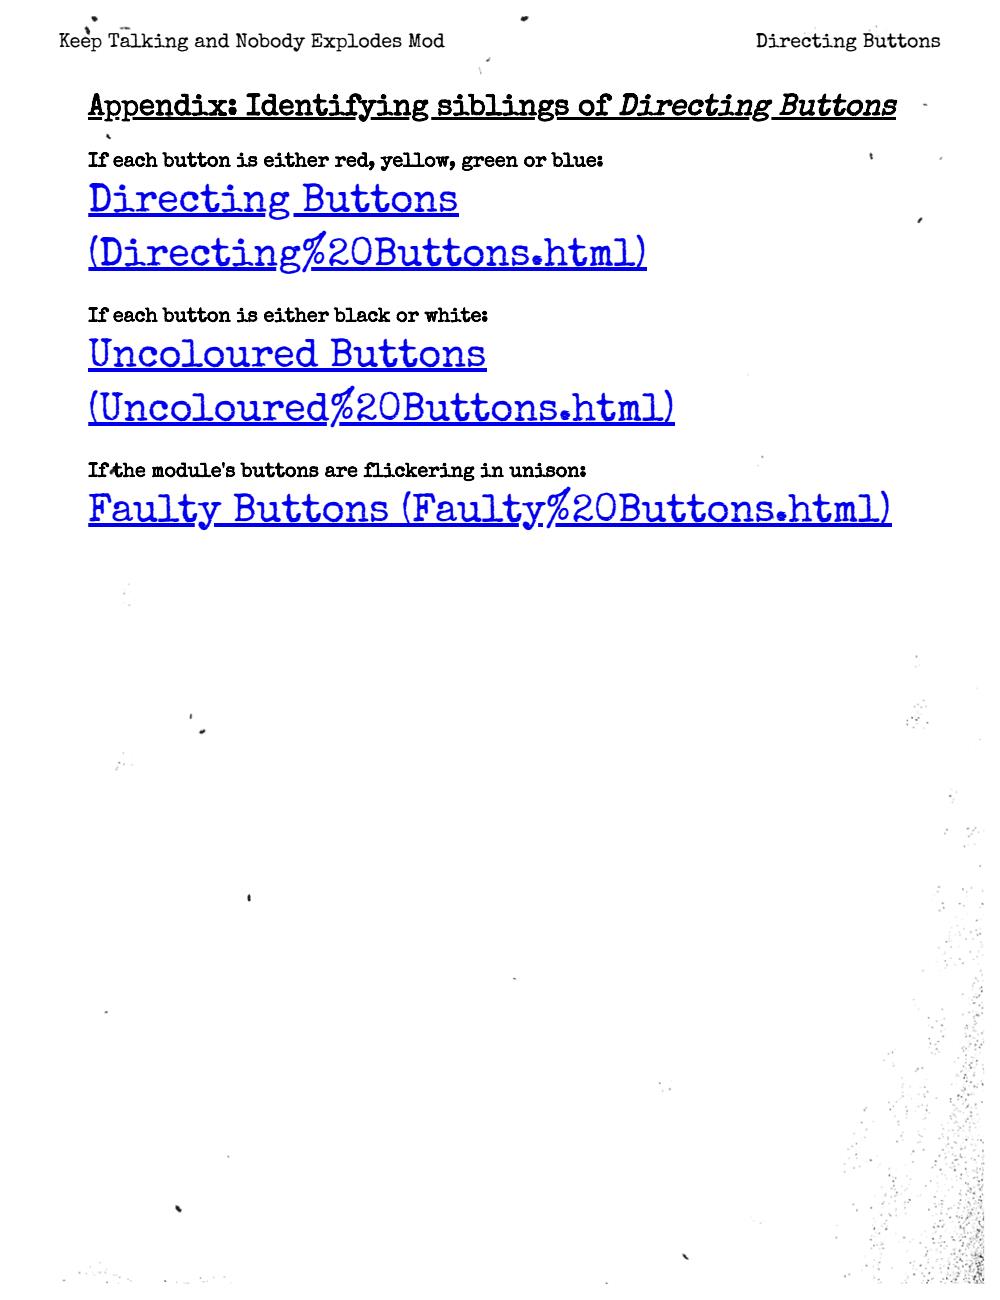 Keep Talking and Nobody Explodes Mod
Directing Buttons
Appendix: Identifying siblings of Directing Buttons
If each button is either red, yellow, green or blue:
Directing Buttons
(Directing%20Buttons.html)
If each button is either black or white:
Uncoloured Buttons
(Uncoloured%20Buttons.html)
If the module's buttons are flickering in unison:
Faulty Buttons (Faulty%20Buttons.html)